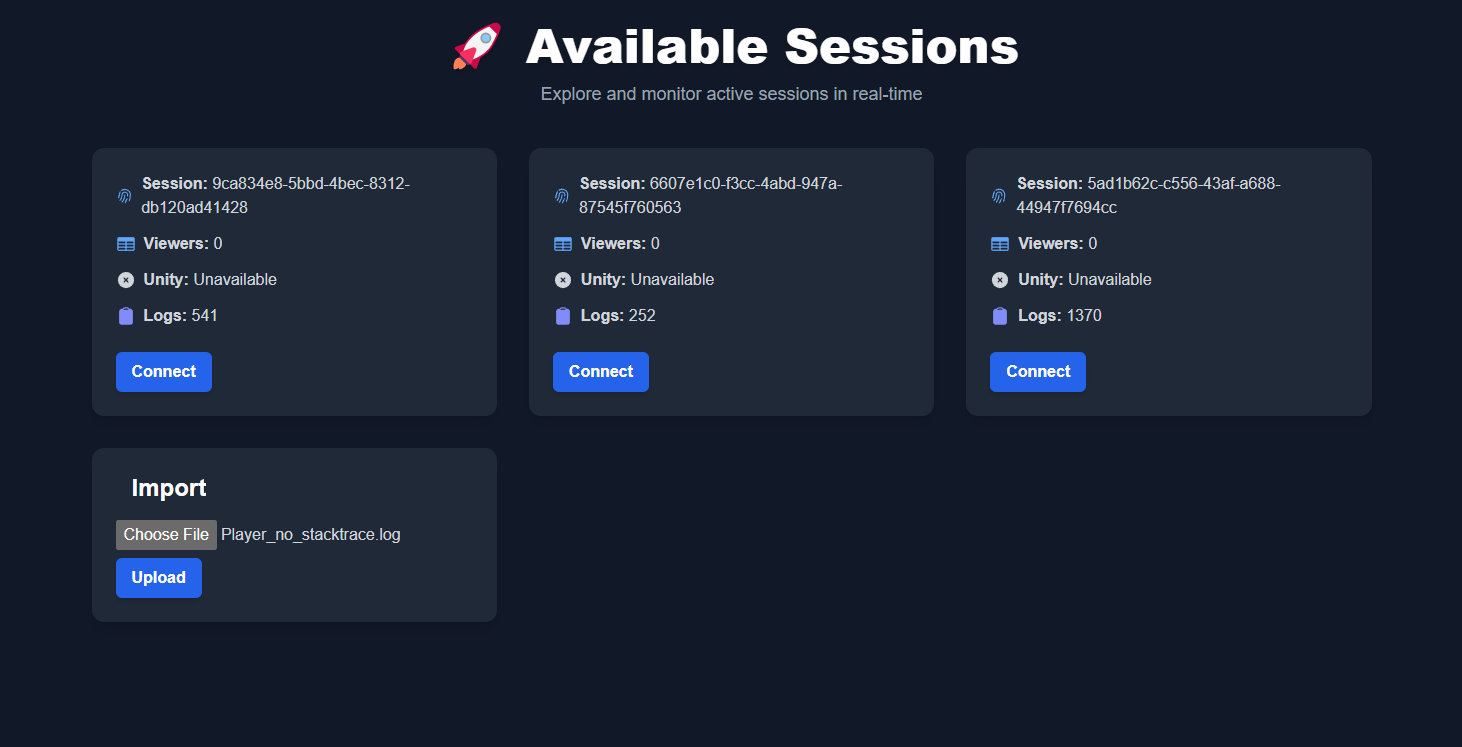 Available Sessions
Explore and monitor active sessions in real-time
Session: 9ca834e8-5bbd-4bec-8312-
db120ad41428
Viewers: 0
Unity: Unavailable
Logs: 541
Connect
Session: 6607e1c0-f3cc-4abd-947a-
87545f760563
Viewers: 0
Unity: Unavailable
Logs: 252
Connect
Session: 5ad1b62c-c556-43af-a688-
44947f7694cc
Viewers: 0
Unity: Unavailable
Logs: 1370
Connect
Import
Choose File Player_no_stacktrace.log
Upload